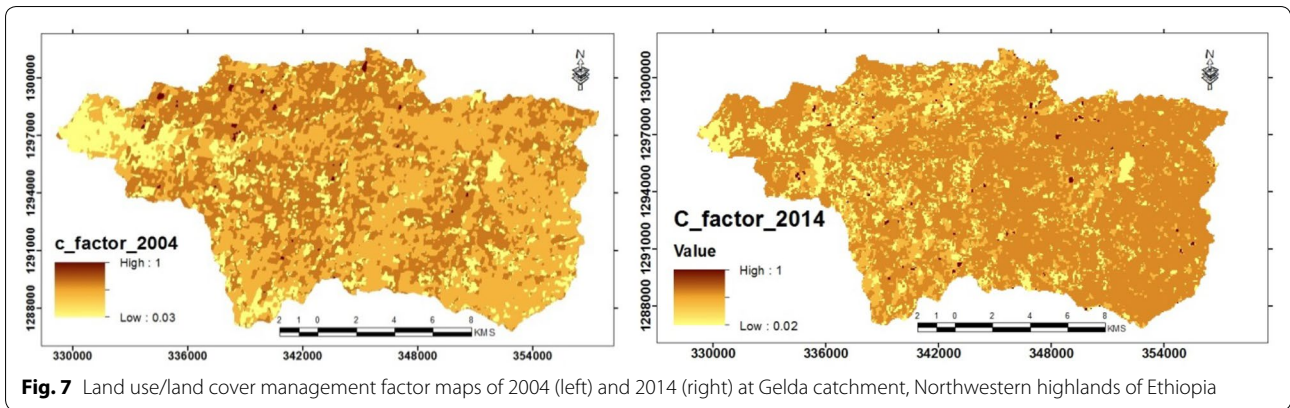 N
1300000
1297000
1294000
1291000
1288000
c_factor_2004
High : 1
Low : 0.03
2 1 0 2 4 6 8
KMS
330000 336000 342000 348000 354000
N
1300000
1297000
1294000
1291000
1288000
C_factor_2014
Value
High : 1
Low : 0.02
2 1 0 2 4 6 8
KMS
330000 336000 342000 348000 354000
Fig. 7 Land use/land cover management factor maps of 2004 (left) and 2014 (right) at Gelda catchment, Northwestern highlands of Ethiopia